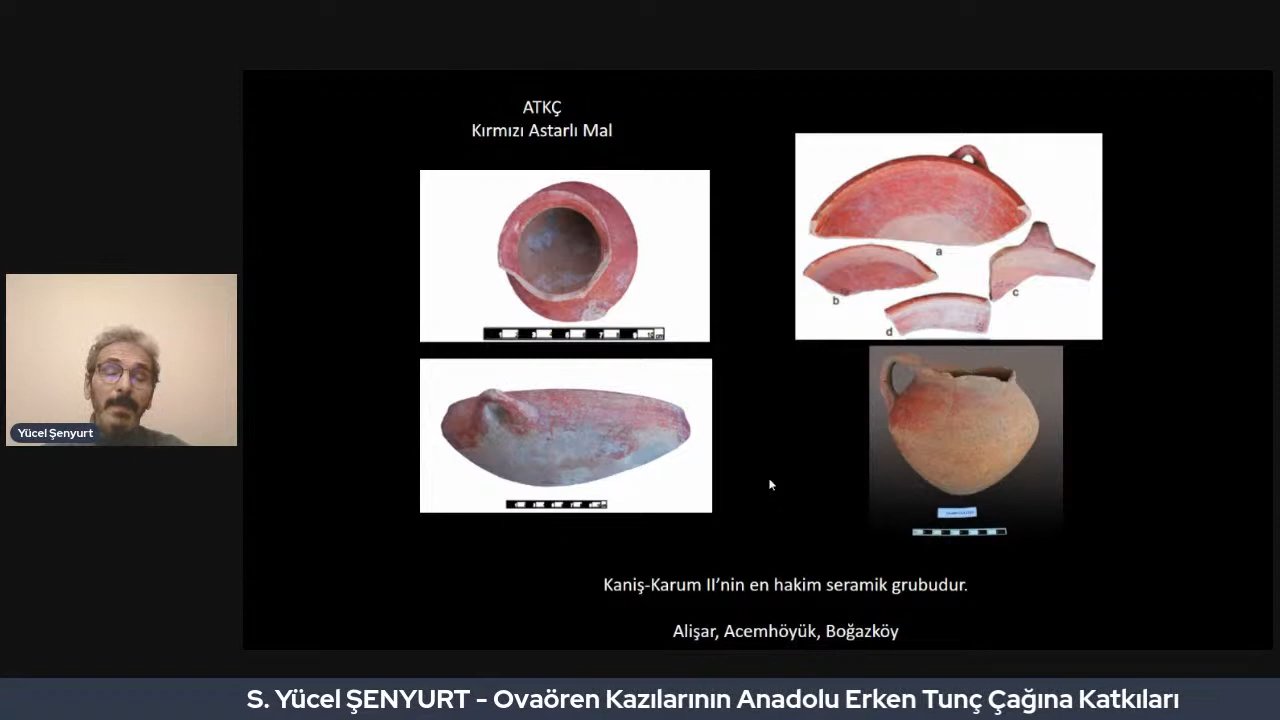 ATKÇ
Kırmızı Astarlı Mal
a
b
c
d
Yücel Şenyurt
Kaniş-Karum II’nin en hakim seramik grubudur.
Alişar, Acemhöyük, Boğazköy
S. Yücel ŞENYURT - Ovaören Kazılarının Anadolu Erken Tunç Çağına Katkıları